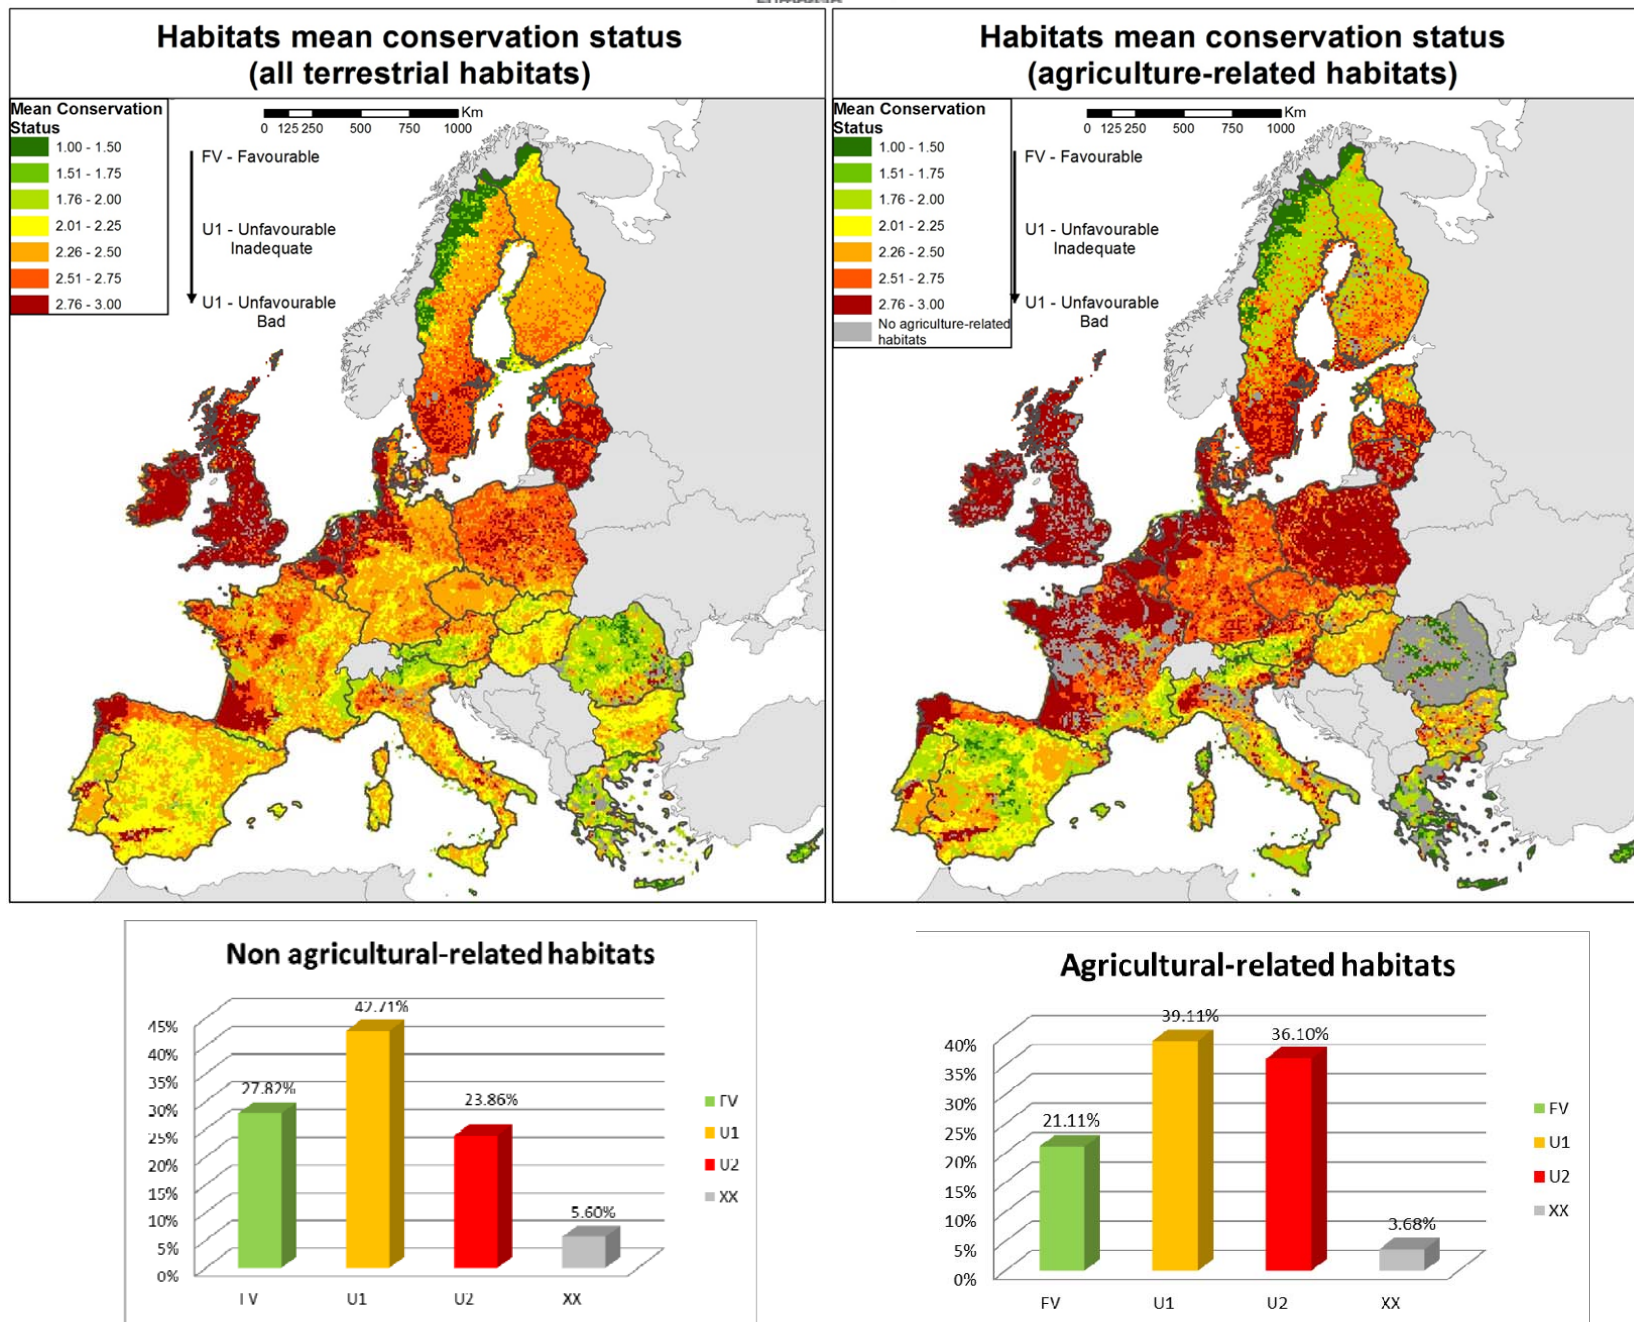 Habitats mean conservation status
(all terrestrial habitats)
Mean Conservation
Status
1.00 - 1.50
1.51 - 1.75
1.76 - 2.00
2.01 - 2.25
2.26 - 2.50
2.51 - 2.75
2.76 - 3.00
Km
0 125 250 500 750 1000
FV - Favourable
U1 - Unfavourable
Inadequate
U1 - Unfavourable
Bad
Habitats mean conservation status
(agriculture-related habitats)
Mean Conservation
Status
1.00 - 1.50
1.51 - 1.75
1.76 - 2.00
2.01 - 2.25
2.26 - 2.50
2.51 - 2.75
2.76 - 3.00
No agriculture-related
habitats
Km
0 125 250 500 750 1000
FV - Favourable
U1 - Unfavourable
Inadequate
U1 - Unfavourable
Bad
Non agricultural-related habitats
45%
40%
35%
30%
25%
20%
15%
10%
5%
0%
27.82%
42.71%
23.86%
5.60%
FV
U1
U2
XX
FV
U1
U2
XX
Agricultural-related habitats
40%
35%
30%
25%
20%
15%
10%
5%
0%
21.11%
39.11%
36.10%
3.68%
FV
U1
U2
XX
FV
U1
U2
XX